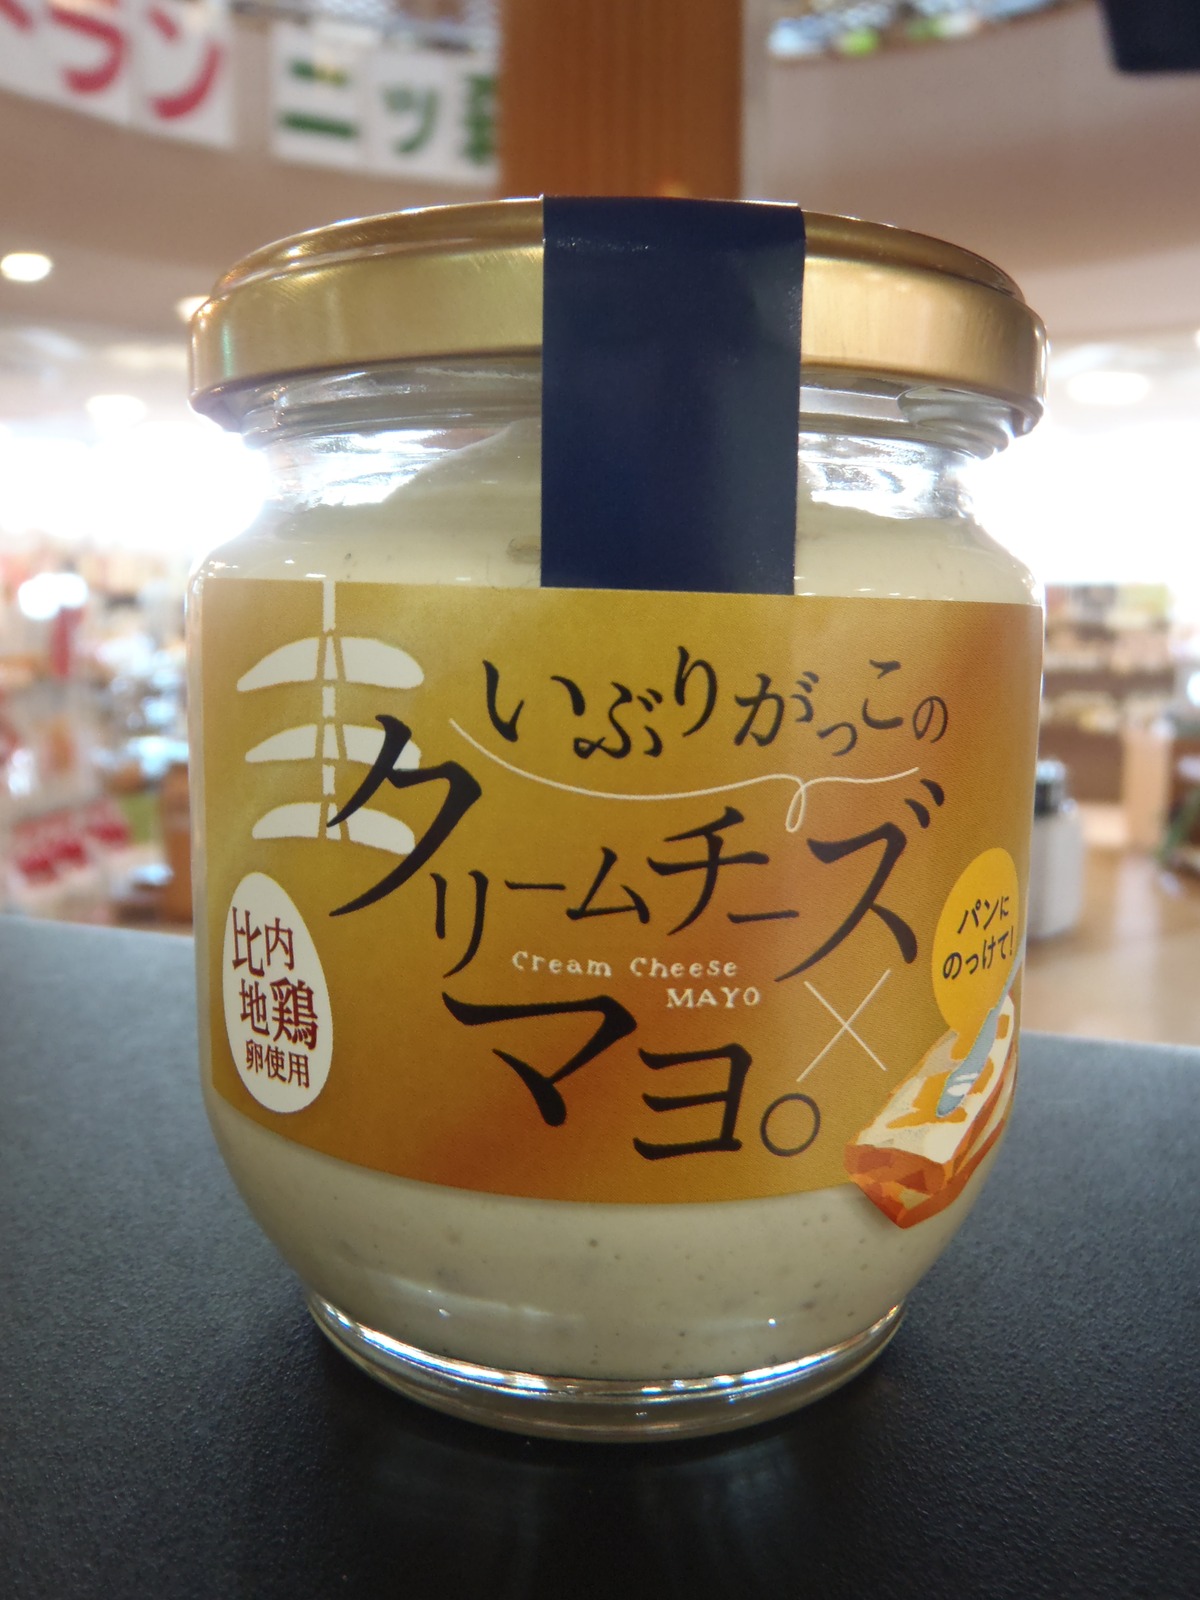 いぶりがっこの
クリームチーズ
Cream Cheese
MAYO
マヨ。
比内
地鶏
卵使用
パンに
のっけて!